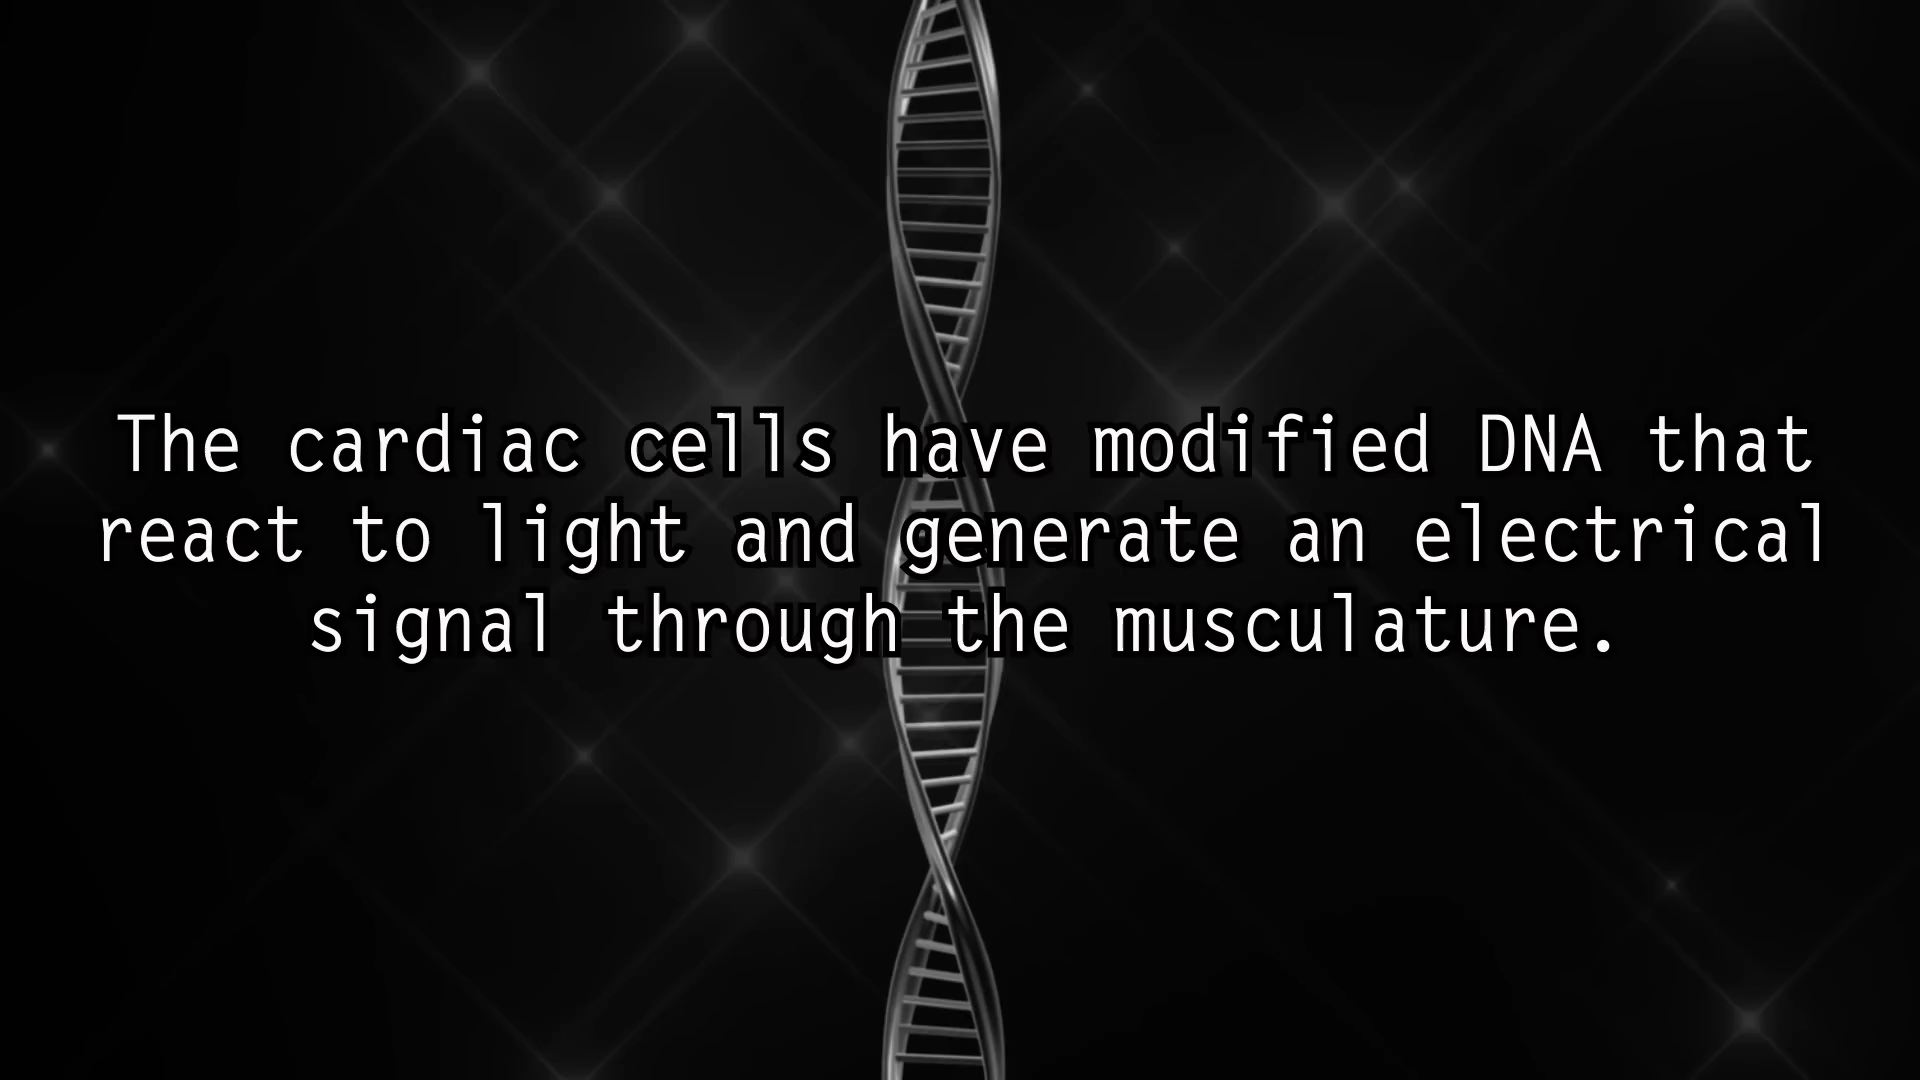 The cardiac cells have modified DNA that
react to light and generate an electrical
signal through the musculature.